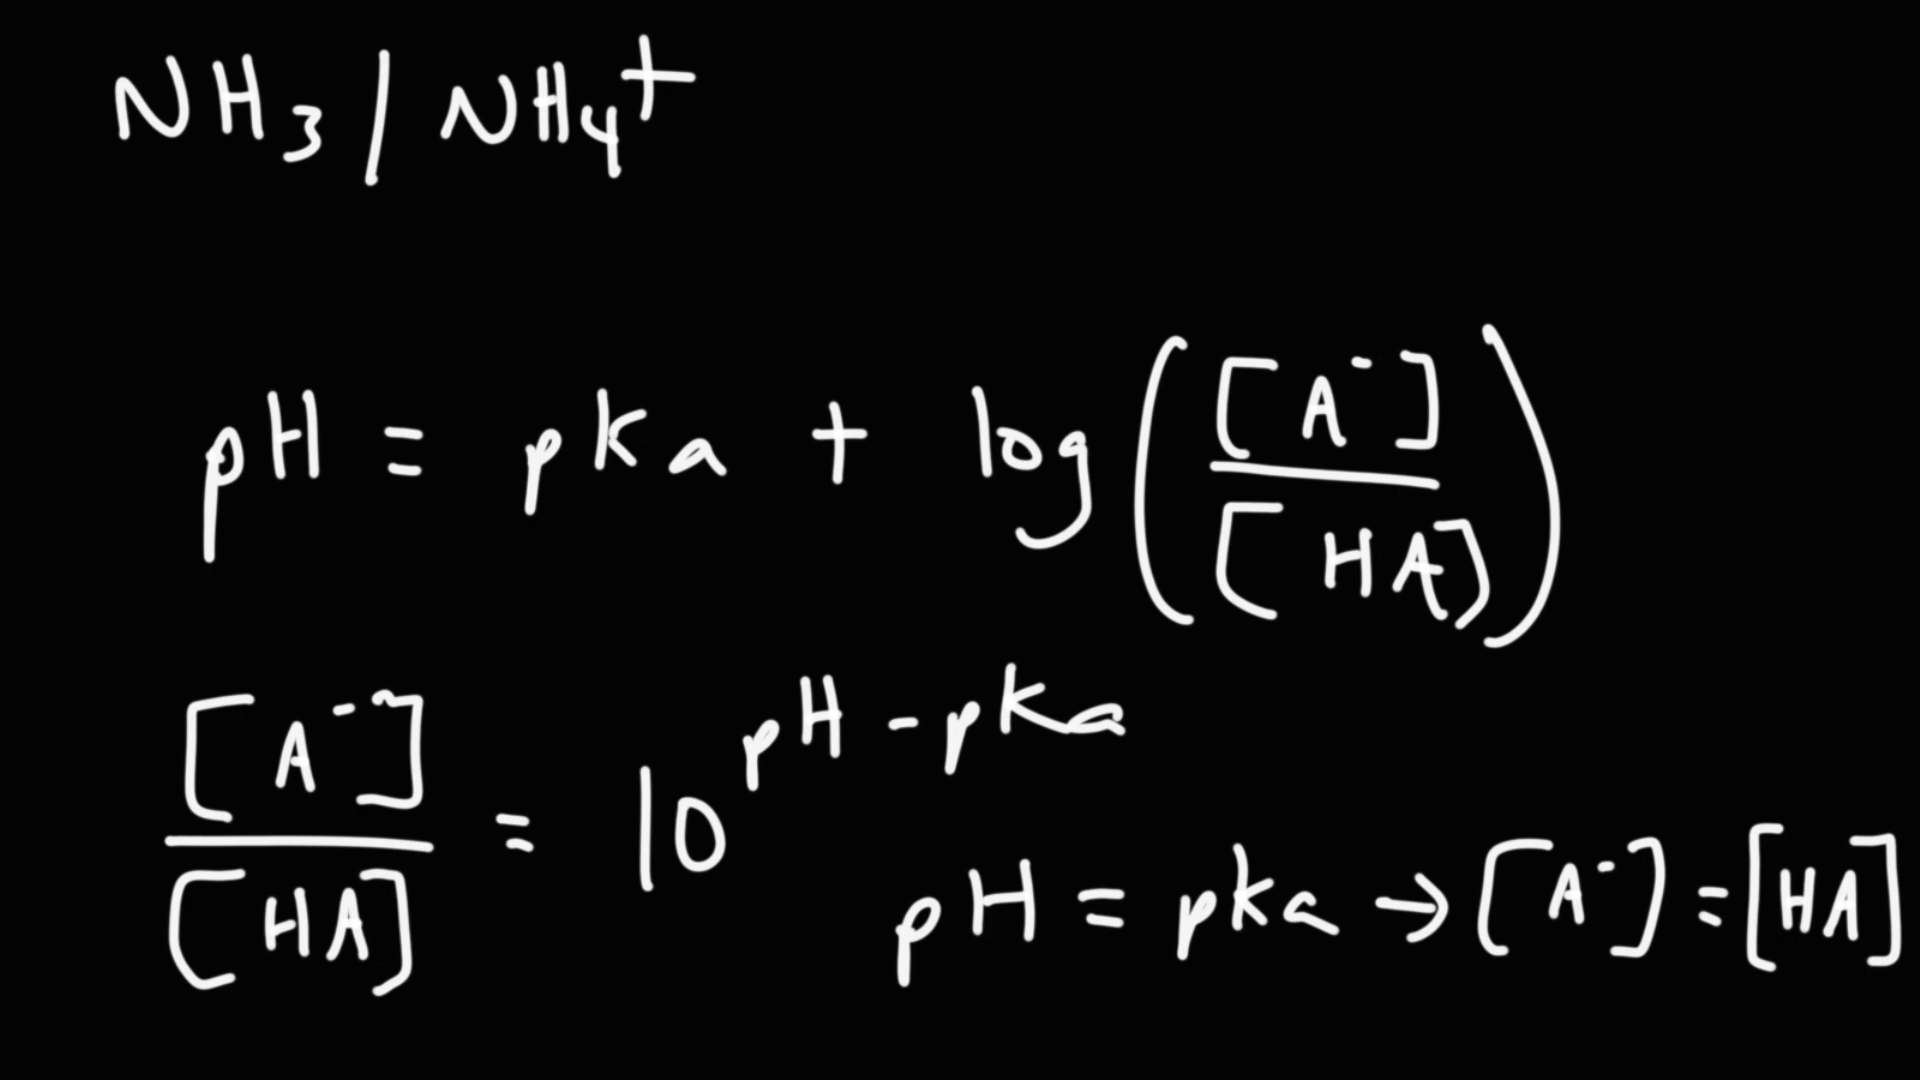 NH₃ / NH₄⁺
pH = pka + log([A⁻]/[HA])
[A⁻]/[HA] = 10^(pH - pka)
pH = pka → [A⁻] = [HA]